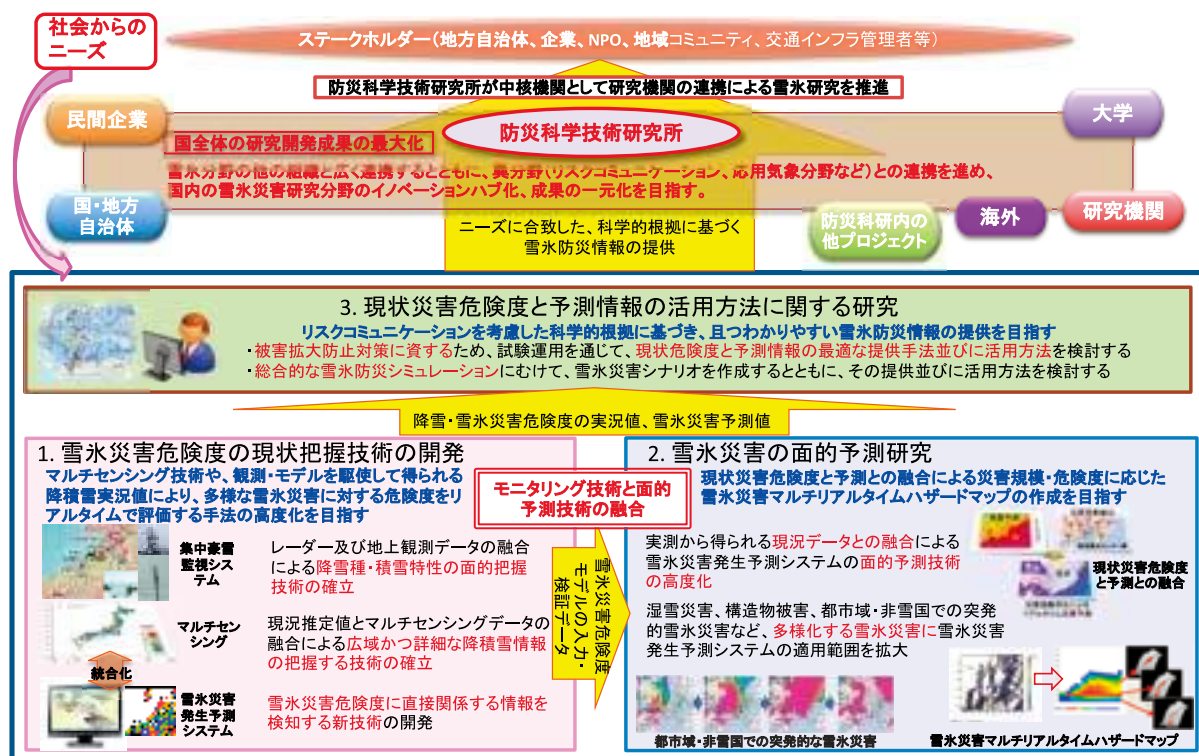 社会からの
ニーズ
ステークホルダー（地方自治体、企業、NPO、地域コミュニティ、交通インフラ管理者等）
防災科学技術研究所が中核機関として研究機関の連携による雪氷研究を推進
民間企業
大学
防災科学技術研究所
国全体の研究開発成果の最大化
雪氷分野の他の組織と広く連携するとともに、異分野（リスクコミュニケーション、応用気象分野など）との連携を進め、
国内の雪氷災害研究分野のイノベーションハブ化、成果の一元化を目指す。
国・地方
自治体
ニーズに合致した、科学的根拠に基づく
雪氷防災情報の提供
防災科研内の
他プロジェクト
海外
研究機関
3. 現状災害危険度と予測情報の活用方法に関する研究
リスクコミュニケーションを考慮した科学的根拠に基づき、且つわかりやすい雪氷防災情報の提供を目指す
・被害拡大防止対策に資するため、試験運用を通じて、現状危険度と予測情報の最適な提供手法並びに活用方法を検討する
・総合的な雪氷防災シミュレーションにむけて、雪氷災害シナリオを作成するとともに、その提供並びに活用方法を検討する
降雪・雪氷災害危険度の実況値、雪氷災害予測値
1. 雪氷災害危険度の現状把握技術の開発
マルチセンシング技術や、観測・モデルを駆使して得られる
降積雪実況値により、多様な雪氷災害に対する危険度をリ
アルタイムで評価する手法の高度化を目指す
集中豪雪
監視シス
テム
レーダー及び地上観測データの融合
による降雪種・積雪特性の面的把握
技術の確立
マルチセン
シング
現況推定値とマルチセンシングデータの
融合による広域かつ詳細な降積雪情報
の把握する技術の確立
統合化
雪氷災害
発生予測
システム
雪氷災害危険度に直接関係する情報を
検知する新技術の開発
モニタリング技術と面的
予測技術の融合
雪氷災害危険度
モデルの入力・
検証データ
2. 雪氷災害の面的予測研究
現状災害危険度と予測との融合による災害規模・危険度に応じた
雪氷災害マルチリアルタイムハザードマップの作成を目指す
実測から得られる現況データとの融合による
雪氷災害発生予測システムの面的予測技術
の高度化
現状災害危険度
と予測との融合
湿雪災害、構造物被害、都市域・非雪国での突発
的雪氷災害など、多様化する雪氷災害に雪氷災害
発生予測システムの適用範囲を拡大
都市域・非雪国での突発的な雪氷災害
雪氷災害マルチリアルタイムハザードマップ